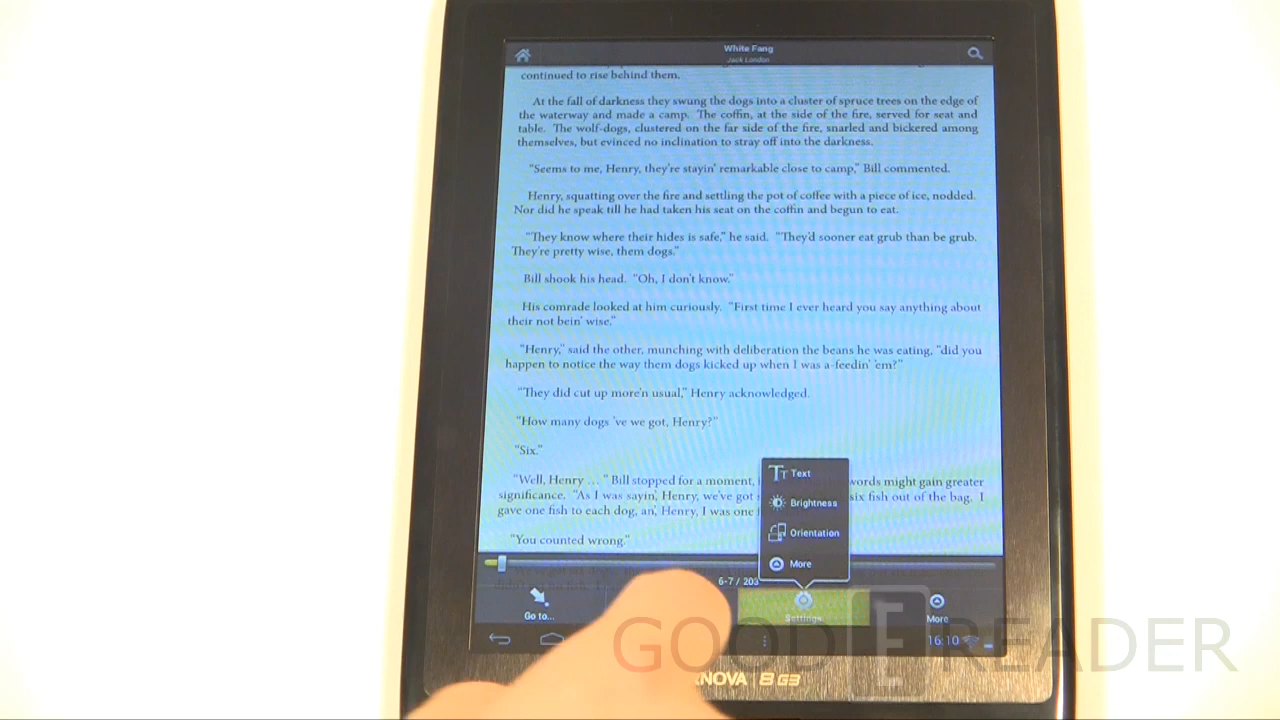 White Fang
Jack London
continued to rise behind them.
At the fall of darkness they swung the dogs into a cluster of spruce trees on the edge of
the waterway and made a camp. The coffin, at the side of the fire, served for seat and
table. The wolf-dogs, clustered on the far side of the fire, snarled and bickered among
themselves, but evinced no inclination to stray off into the darkness.
"Seems to me, Henry, they're stayin' remarkable close to camp," Bill commented.
Henry, squatting over the fire and settling the pot of coffee with a piece of ice, nodded.
Nor did he speak till he had taken his seat on the coffin and begun to eat.
"They know where their hides is safe," he said. "They'd sooner eat grub than be grub.
They're pretty wise, them dogs."
Bill shook his head. "Oh, I don't know."
His comrade looked at him curiously. "First time I ever heard you say anything about
their not bein' wise."
"Henry," said the other, munching with deliberation the beans he was eating, "did you
happen to notice the way them dogs kicked up when I was a-feedin' 'em?"
"They did cut up more'n usual," Henry acknowledged.
"How many dogs 've we got, Henry?"
"Six."
"Well, Henry ... " Bill stopped for a moment, words might gain greater
significance. "As I was sayin', Henry, we've got six fish out of the bag. I
gave one fish to each dog, an', Henry, I was one
"You counted wrong."
Text
Brightness
Orientation
More
6-7 / 203
Go to...
Settings
More
16:10
NOVA 8 G3
GOOD E READER